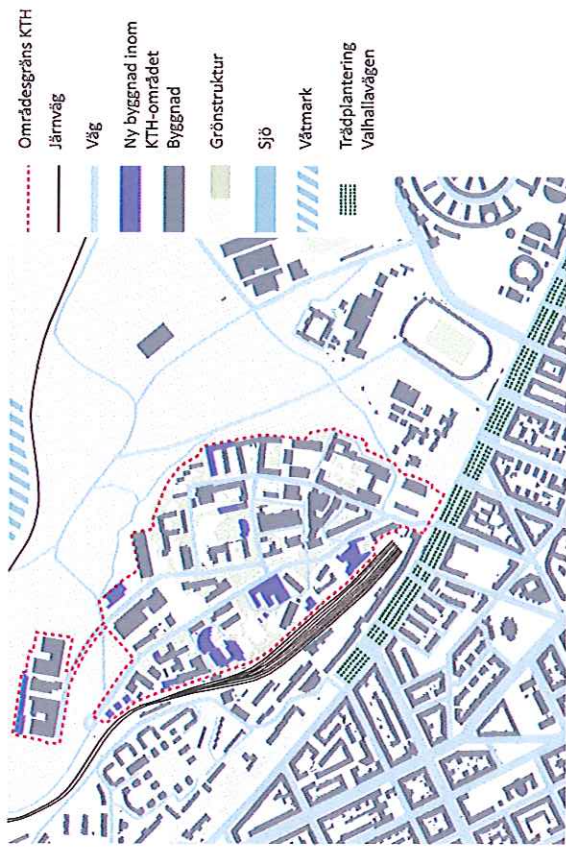 Områdesgräns KTH
Järnväg
Väg
Ny byggnad inom
KTH-området
Byggnad
Grönstruktur
Sjö
Våtmark
Trädplantering
Valhallavägen